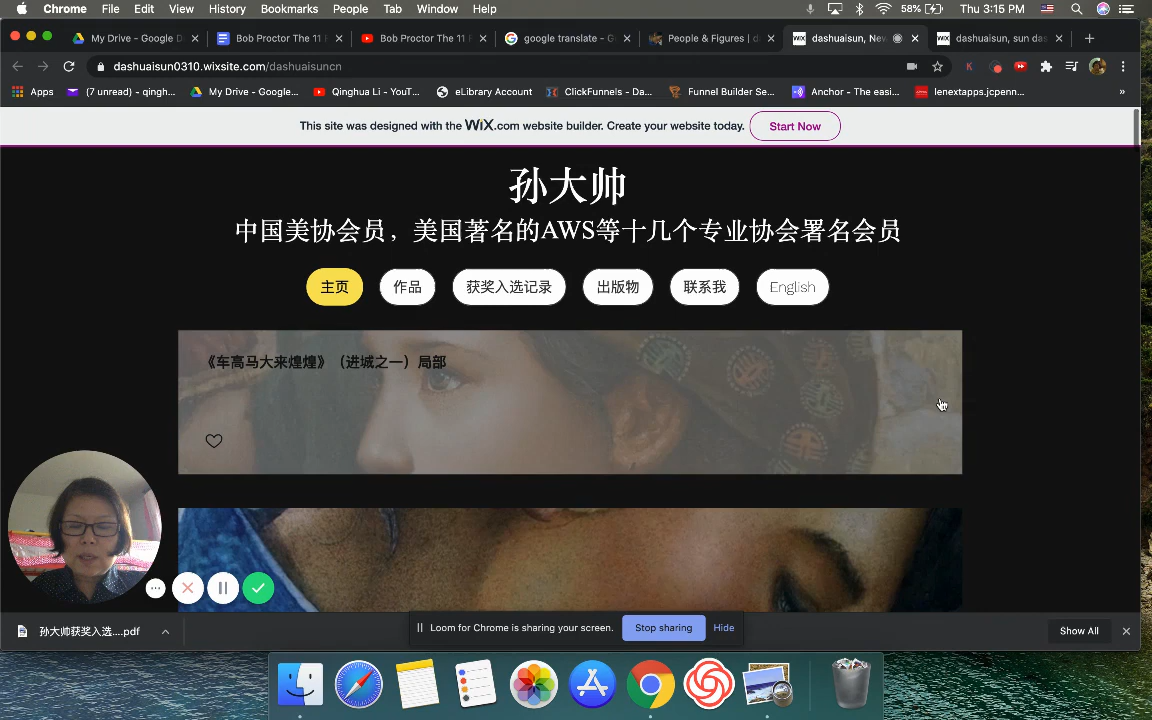 Chrome File Edit View History Bookmarks People Tab Window Help 58% Thu 3:15 PM
My Drive - Google D Bob Proctor The 11 F Bob Proctor The 11 F google translate - G People & Figures | da dashuaisun, New dashuaisun, sun das
dashuaisun0310.wixsite.com/dashuaisuncn
Apps (7 unread) - qingh... My Drive - Google... Qinghua Li - YouT... eLibrary Account ClickFunnels - Da... Funnel Builder Se... Anchor - The easi... lenextapps.jcpenn... »
This site was designed with the WiX.com website builder. Create your website today. Start Now
孙大帅
中国美协会员，美国著名的AWS等十几个专业协会署名会员
主页 作品 获奖入选记录 出版物 联系我 English
《车高马大来煌煌》（进城之一）局部
Loom for Chrome is sharing your screen. Stop sharing Hide
孙大帅获奖入选....pdf Show All